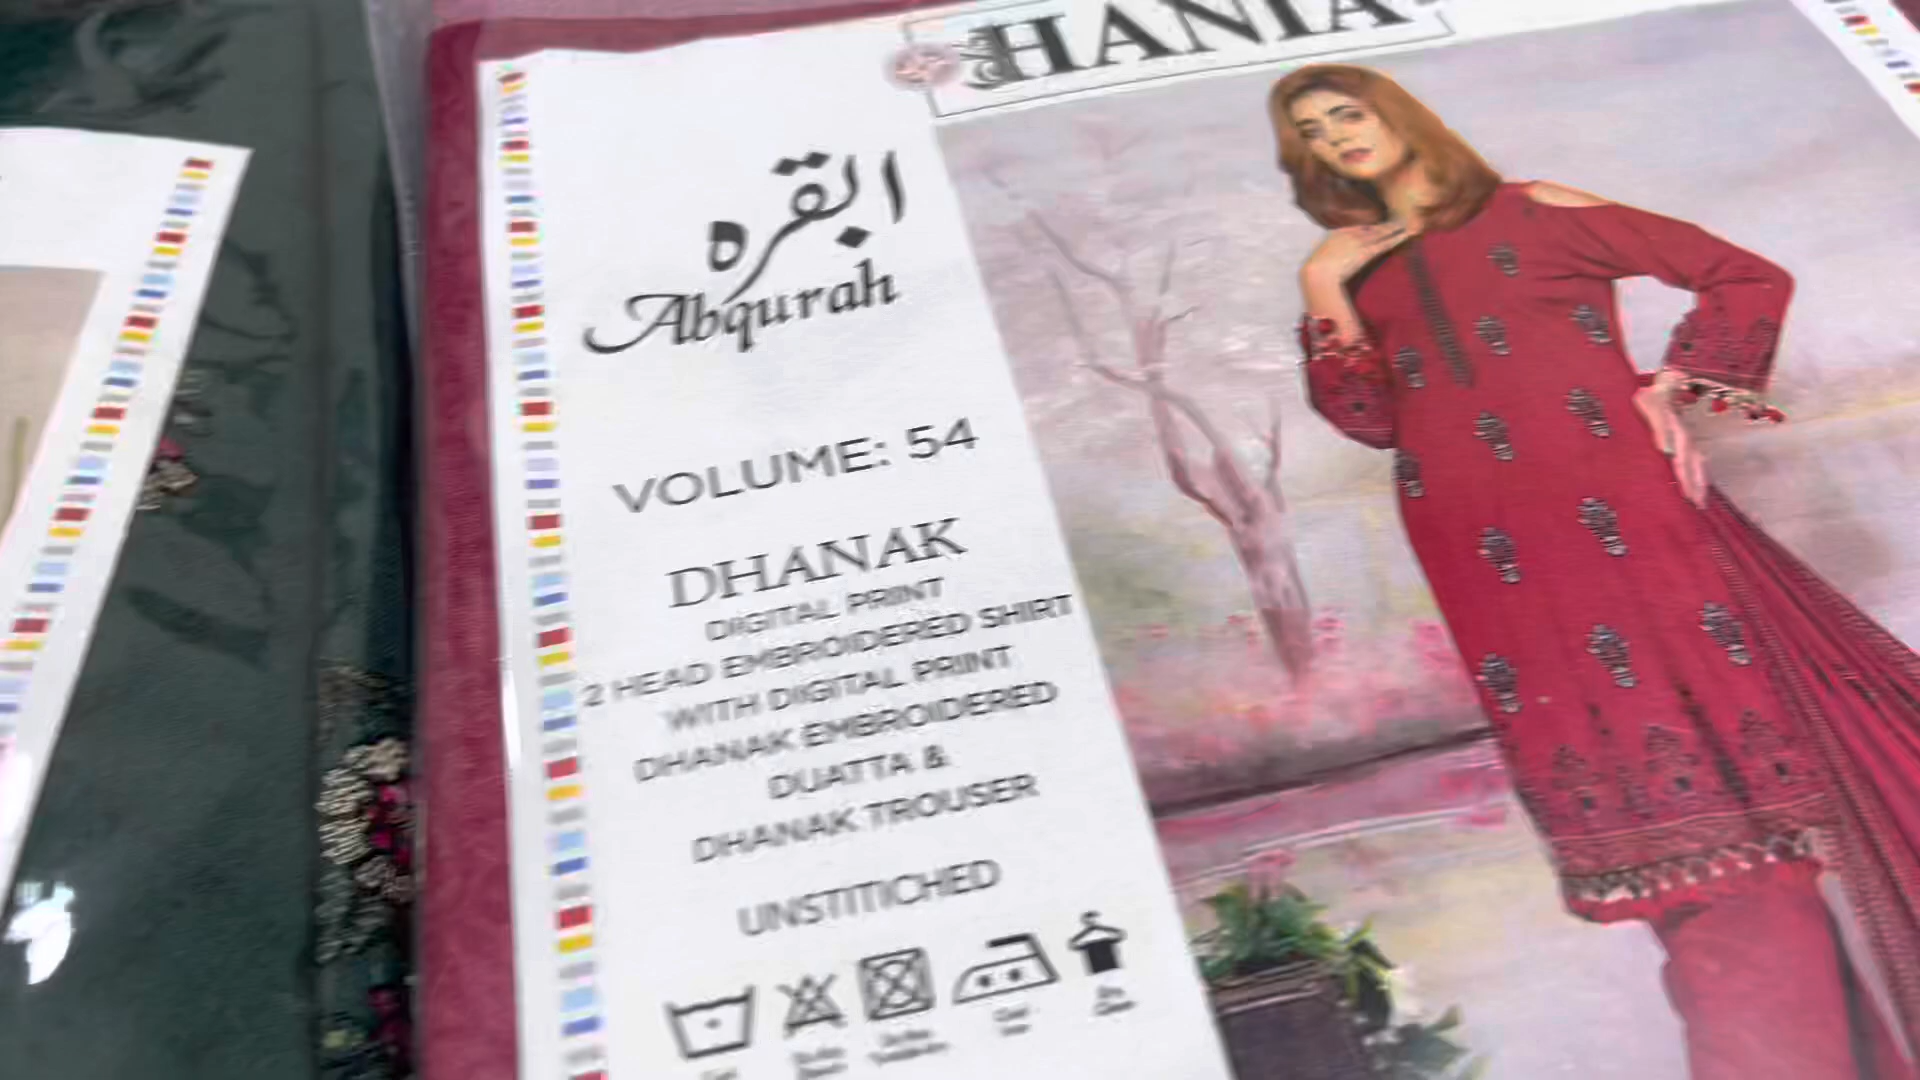 HANIA
ابقره
Abqurah
VOLUME: 54
DHANAK
DIGITAL PRINT
2 HEAD EMBROIDERED SHIRT
WITH DIGITAL PRINT
DHANAK EMBROIDERED
DUATTA &
DHANAK TROUSER
UNSTITICHED